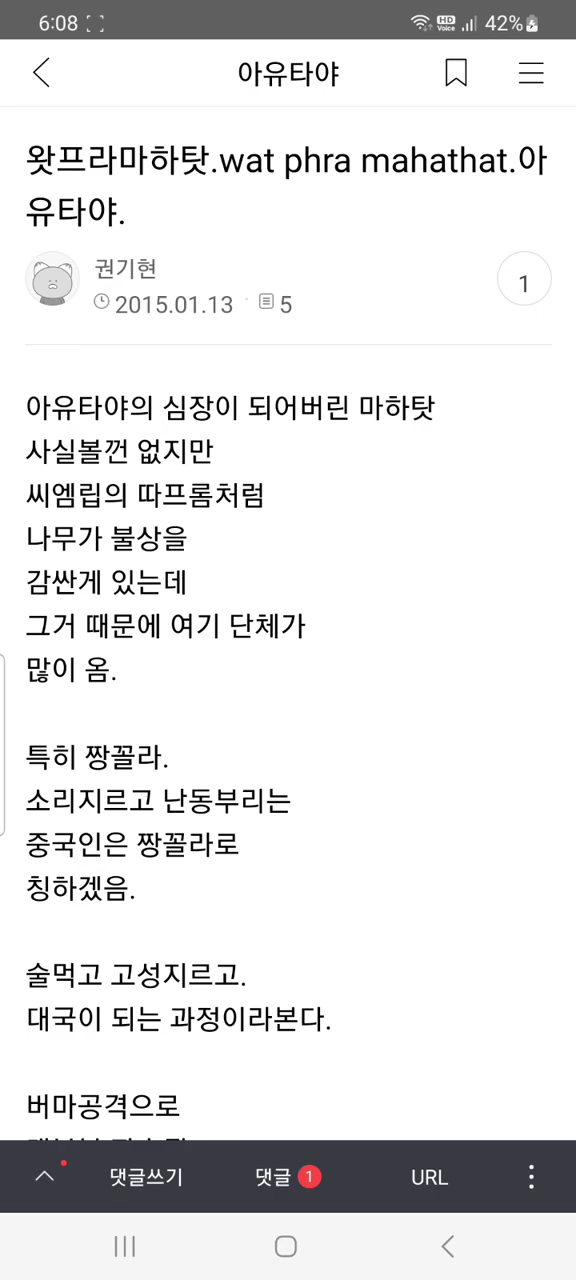 6:08
HD Voice 42%
아유타야
왓프라마하탓.wat phra mahathat.아
유타야.
권기현
2015.01.13 5
1
아유타야의 심장이 되어버린 마하탓
사실볼껀 없지만
씨엠립의 따프롬처럼
나무가 불상을
감싼게 있는데
그거 때문에 여기 단체가
많이 옴.
특히 짱꼴라.
소리지르고 난동부리는
중국인은 짱꼴라로
칭하겠음.
술먹고 고성지르고.
대국이 되는 과정이라본다.
버마공격으로
댓글쓰기 댓글 1 URL